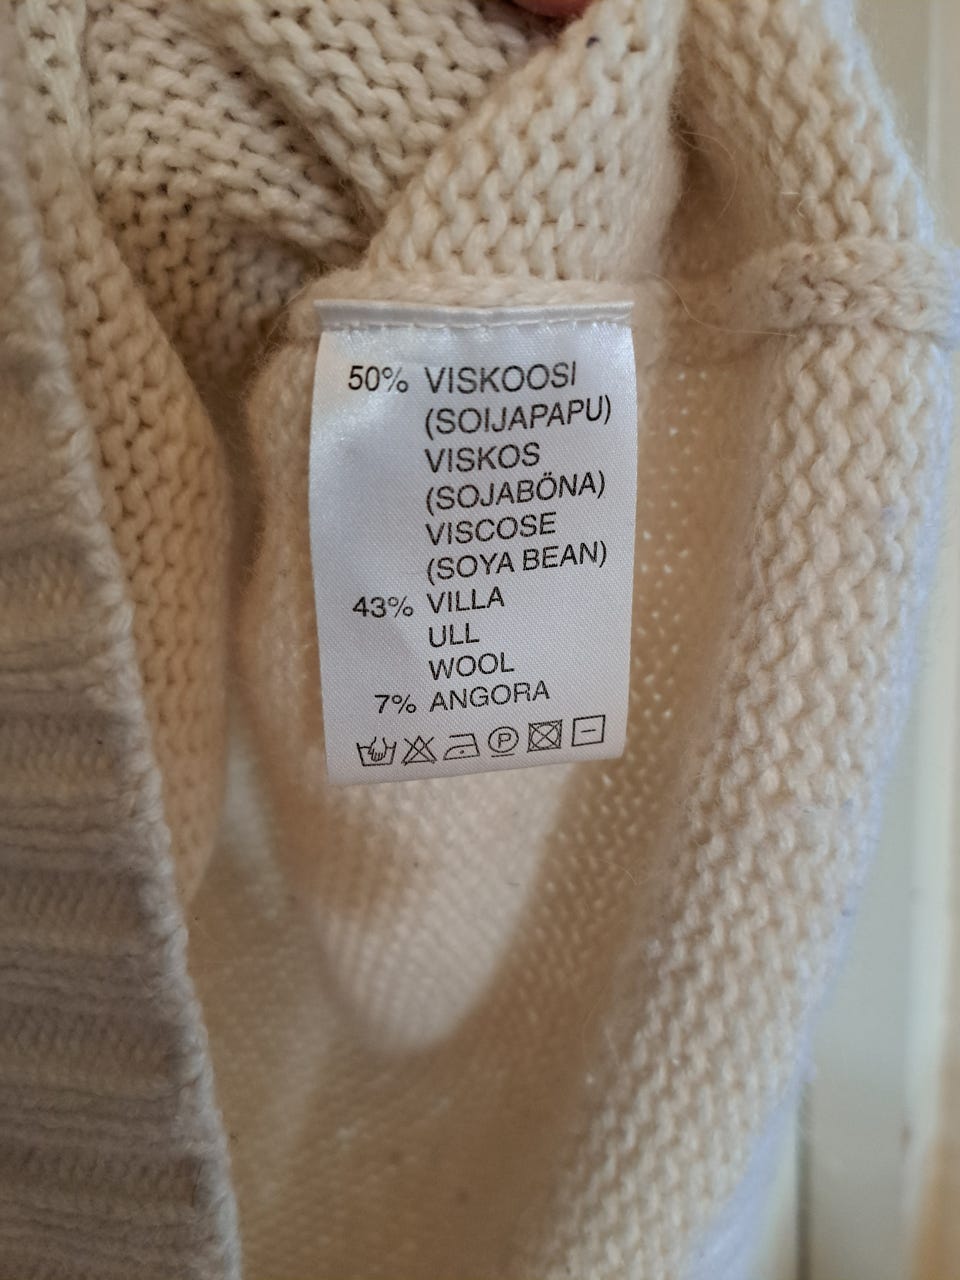 50% VISKOOSI
(SOIJAPAPU)
VISKOS
(SOJABÖNA)
VISCOSE
(SOYA BEAN)
43% VILLA
ULL
WOOL
7% ANGORA
P